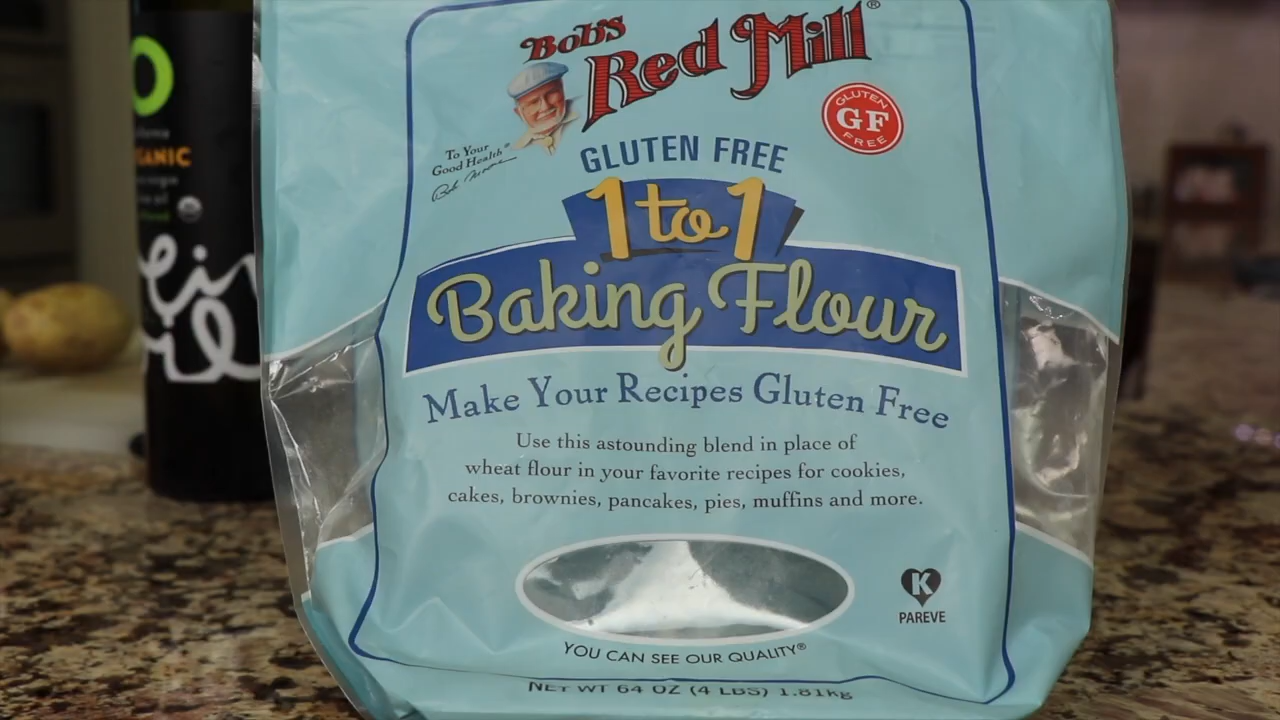 Bob's
Red Mill®
GLUTEN
GF
FREE
To Your
Good Health®
Bob Moore
GLUTEN FREE
1 to 1
Baking Flour
Make Your Recipes Gluten Free
Use this astounding blend in place of
wheat flour in your favorite recipes for cookies,
cakes, brownies, pancakes, pies, muffins and more.
K
PAREVE
YOU CAN SEE OUR QUALITY®
NET WT 64 OZ (4 LBS) 1.81kg